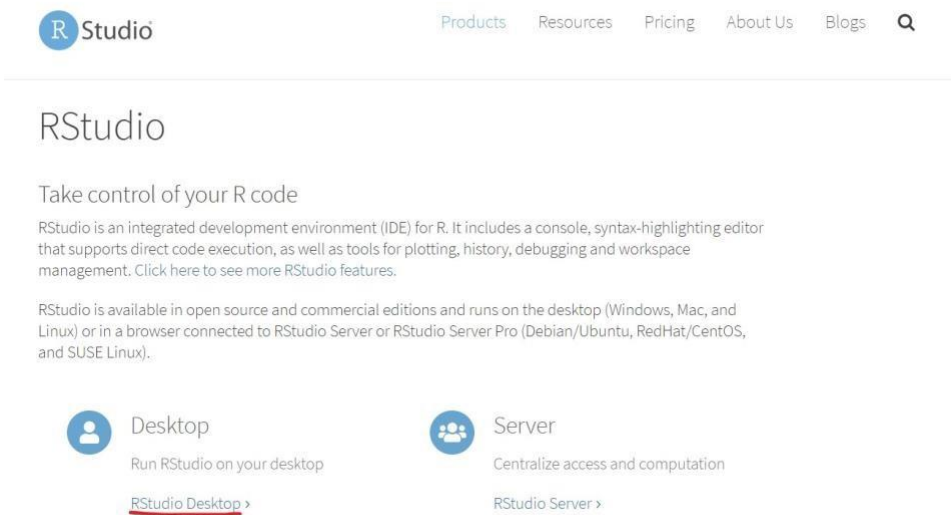 R Studio
Products Resources Pricing About Us Blogs
RStudio
Take control of your R code
RStudio is an integrated development environment (IDE) for R. It includes a console, syntax-highlighting editor
that supports direct code execution, as well as tools for plotting, history, debugging and workspace
management. Click here to see more RStudio features.
RStudio is available in open source and commercial editions and runs on the desktop (Windows, Mac, and
Linux) or in a browser connected to RStudio Server or RStudio Server Pro (Debian/Ubuntu, RedHat/CentOS,
and SUSE Linux).
Desktop
Run RStudio on your desktop
RStudio Desktop ›
Server
Centralize access and computation
RStudio Server ›